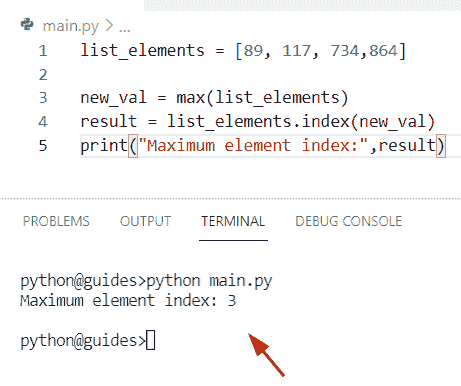 main.py > ...
1 list_elements = [89, 117, 734,864]
2
3 new_val = max(list_elements)
4 result = list_elements.index(new_val)
5 print("Maximum element index:",result)
PROBLEMS OUTPUT TERMINAL DEBUG CONSOLE
python@guides>python main.py
Maximum element index: 3
python@guides>